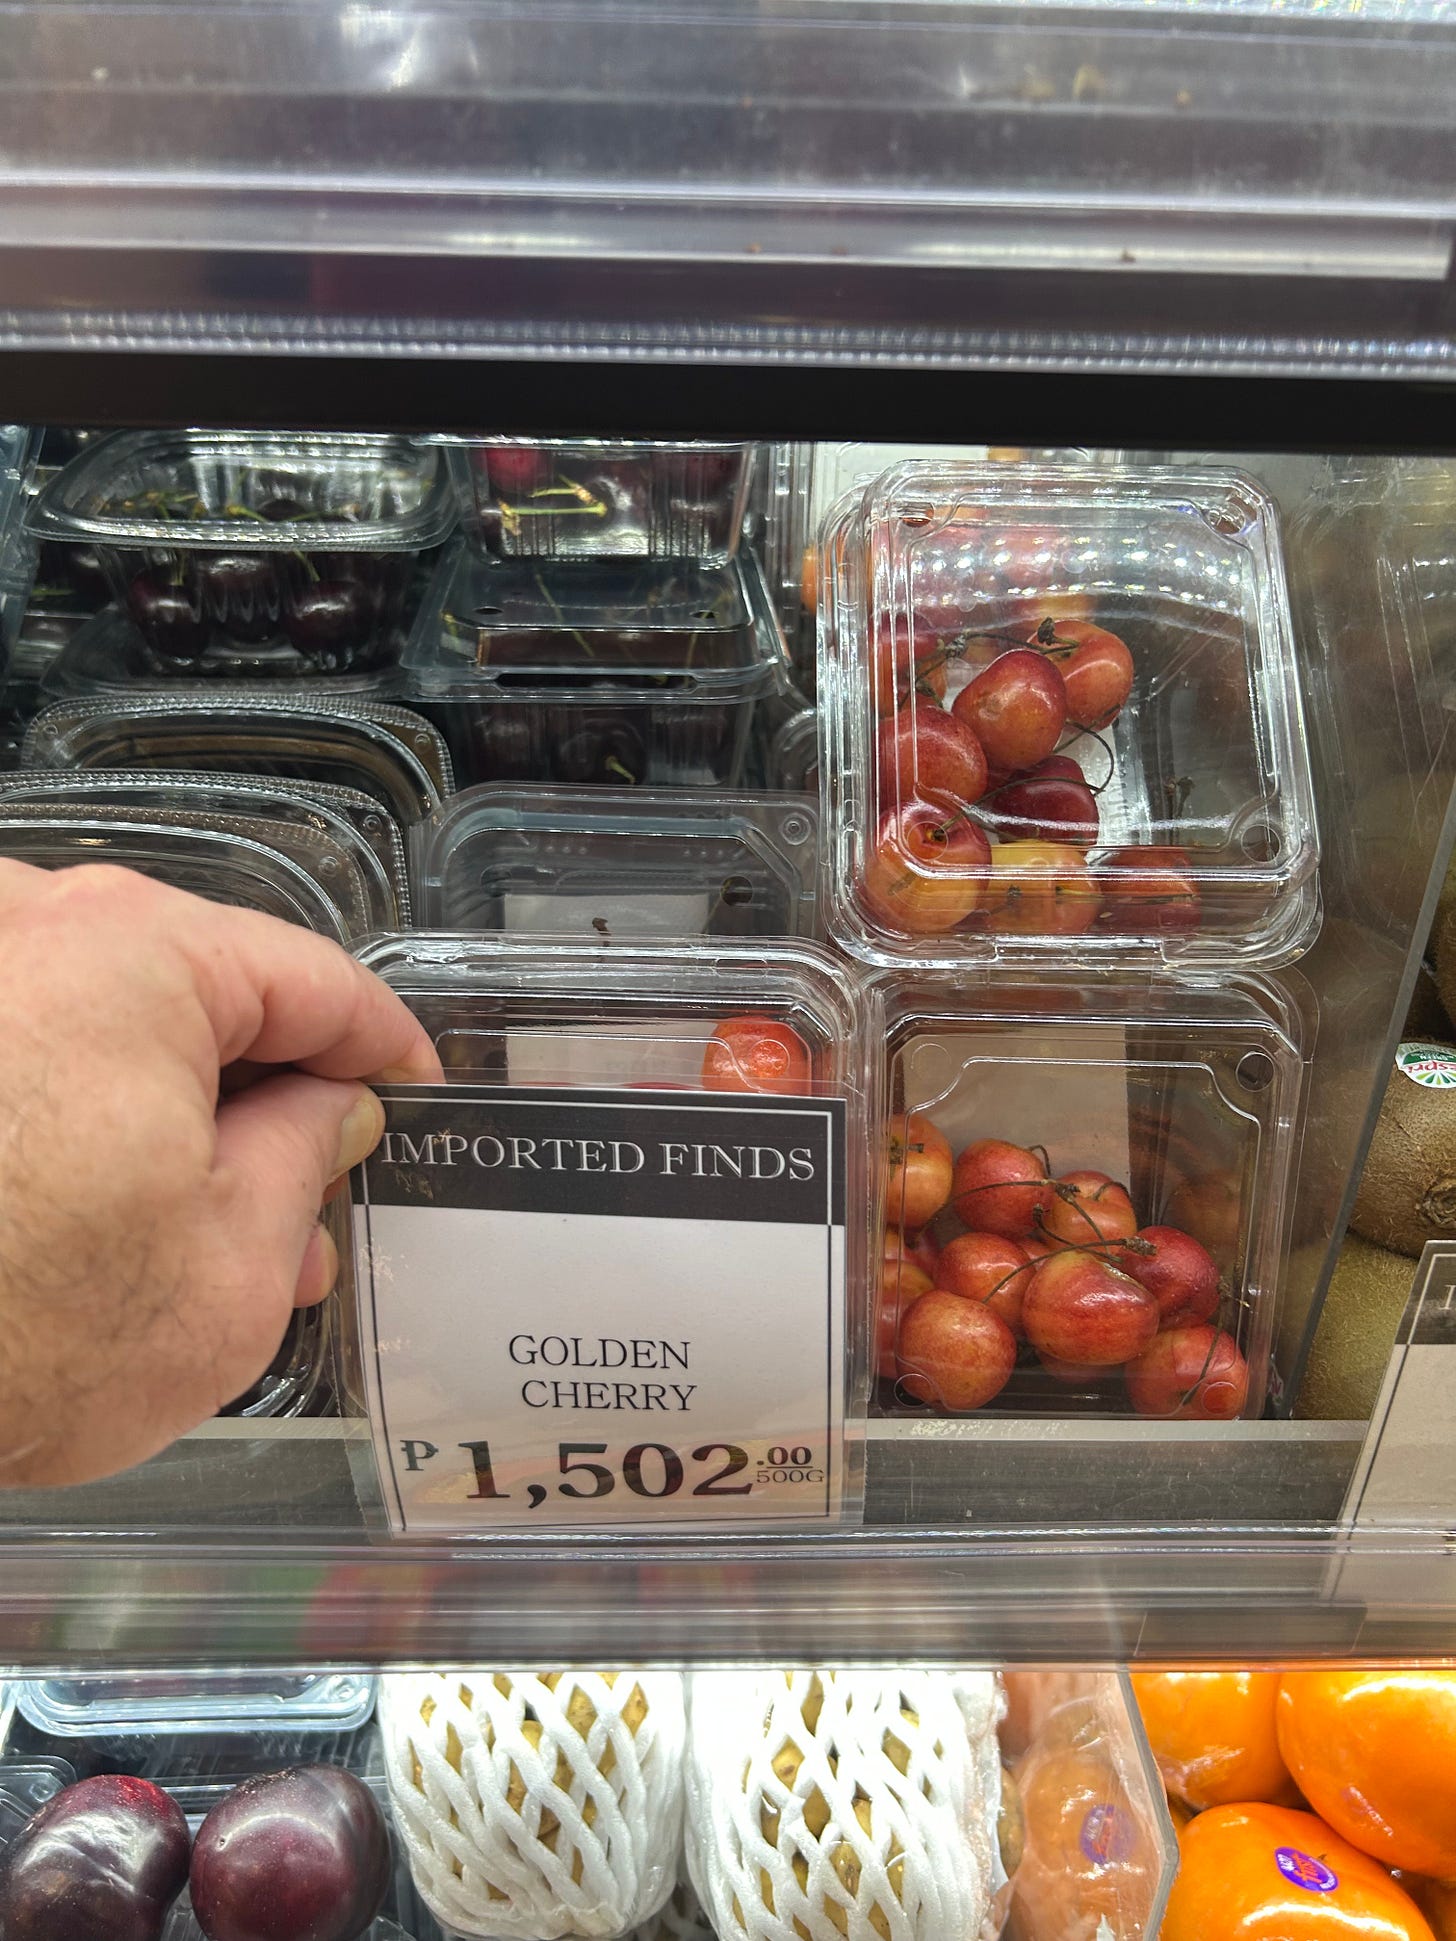 IMPORTED FINDS
GOLDEN
CHERRY
₱ 1,502.00
500G